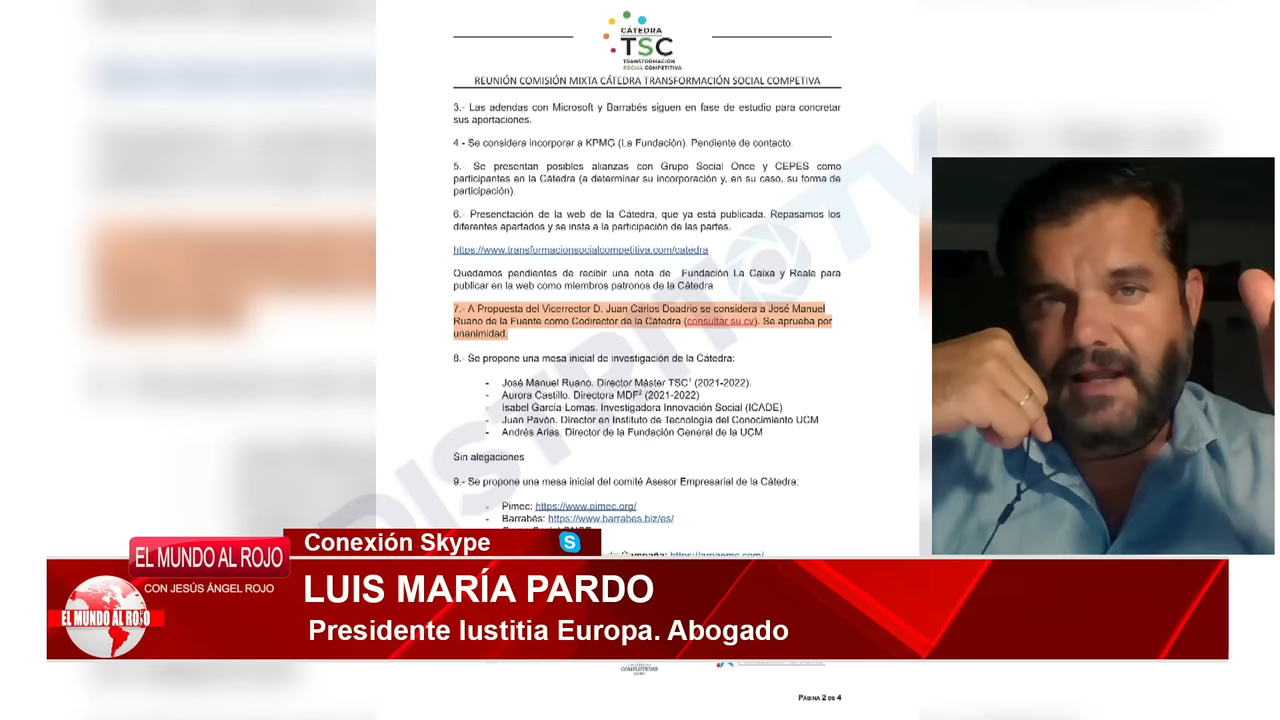 CÁTEDRA
TSC
TRANSFORMACIÓN
SOCIAL COMPETITIVA
REUNIÓN COMISIÓN MIXTA CÁTEDRA TRANSFORMACIÓN SOCIAL COMPETIVA
3.- Las adendas con Microsoft y Barrabés siguen en fase de estudio para concretar
sus aportaciones.
4.- Se considera incorporar a KPMG (La Fundación). Pendiente de contacto.
5.- Se presentan posibles alianzas con Grupo Social Once y CEPES como
participantes en la Cátedra (a determinar su incorporación y, en su caso, su forma de
participación).
6.- Presenctación de la web de la Cátedra, que ya está publicada. Repasamos los
diferentes apartados y se insta a la participación de las partes.
https://www.transformacionsocialcompetitiva.com/catedra
Quedamos pendientes de recibir una nota de Fundación La Caixa y Reale para
publicar en la web como miembros patronos de la Cátedra
7.- A Propuesta del Vicerrector D. Juan Carlos Doadrio se considera a José Manuel
Ruano de la Fuente como Codirector de la Cátedra (consultar su cv). Se aprueba por
unanimidad.
8.- Se propone una mesa inicial de investigación de la Cátedra:
- José Manuel Ruano. Director Máster TSC¹ (2021-2022).
- Aurora Castillo. Directora MDF² (2021-2022)
Isabel García-Lomas. Investigadora Innovación Social (ICADE)
- Juan Pavón. Director en Instituto de Tecnología del Conocimiento UCM
- Andrés Arias. Director de la Fundación General de la UCM
Sin alegaciones
9.- Se propone una mesa inicial del comité Asesor Empresarial de la Cátedra:
- Pimec: https://www.pimec.org/
- Barrabés: https://www.barrabes.biz/es/
DISTRITO TV
Conexión Skype
EL MUNDO AL ROJO
CON JESÚS ÁNGEL ROJO
EL MUNDO AL ROJO
LUIS MARÍA PARDO
Presidente Iustitia Europa. Abogado
COMPLUTENSE
PÁGINA 2 DE 4